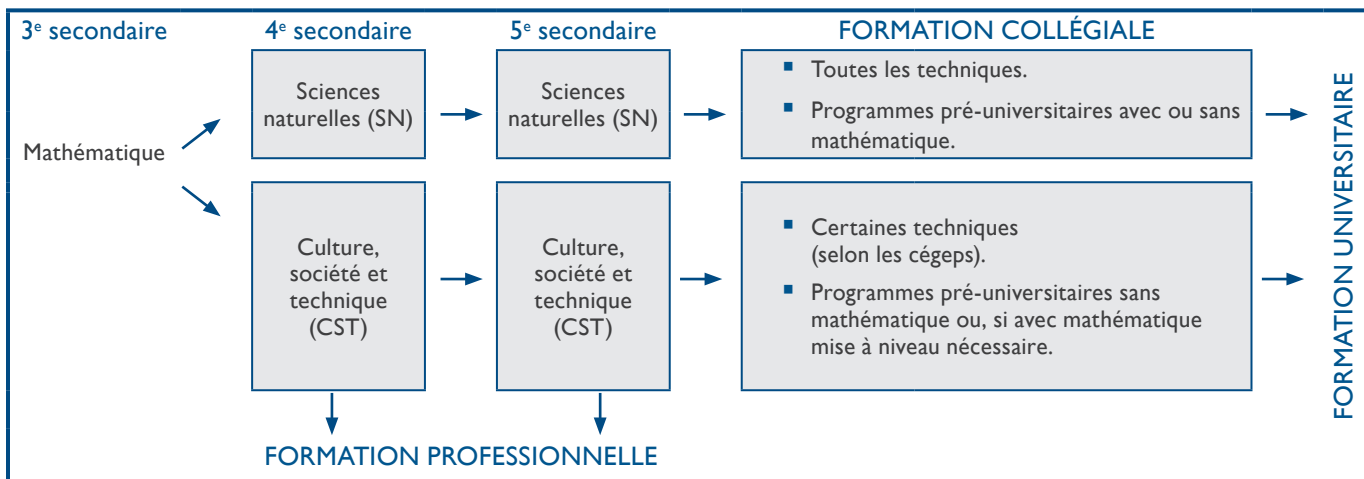 3e secondaire
4e secondaire
5e secondaire
FORMATION COLLÉGIALE
Mathématique
Sciences
naturelles (SN)
Sciences
naturelles (SN)
▪ Toutes les techniques.
▪ Programmes pré-universitaires avec ou sans
mathématique.
Culture,
société et
technique
(CST)
Culture,
société et
technique
(CST)
▪ Certaines techniques
(selon les cégeps).
▪ Programmes pré-universitaires sans
mathématique ou, si avec mathématique
mise à niveau nécessaire.
FORMATION UNIVERSITAIRE
FORMATION PROFESSIONNELLE